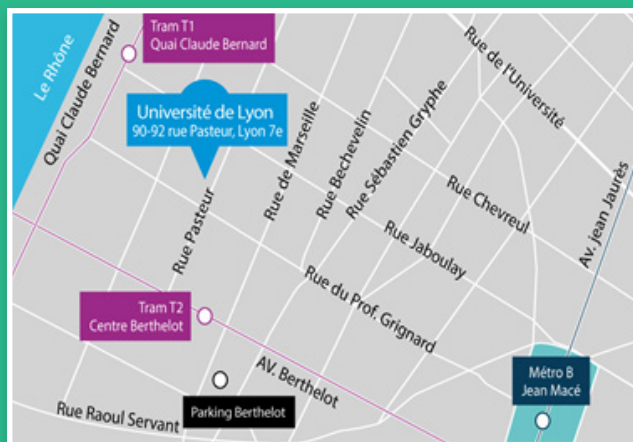 Tram T1
Quai Claude Bernard
Le Rhône
Quai Claude Bernard
Rue de l'Université
Université de Lyon
90-92 rue Pasteur, Lyon 7e
Rue de Marseille
Rue Bechevelin
Rue Sébastien Gryphe
Rue Chevreul
Av. jean Jaurès
Rue Pasteur
Rue Jaboulay
Rue du Prof. Grignard
Tram T2
Centre Berthelot
AV. Berthelot
Métro B
Jean Macé
Parking Berthelot
Rue Raoul Servant